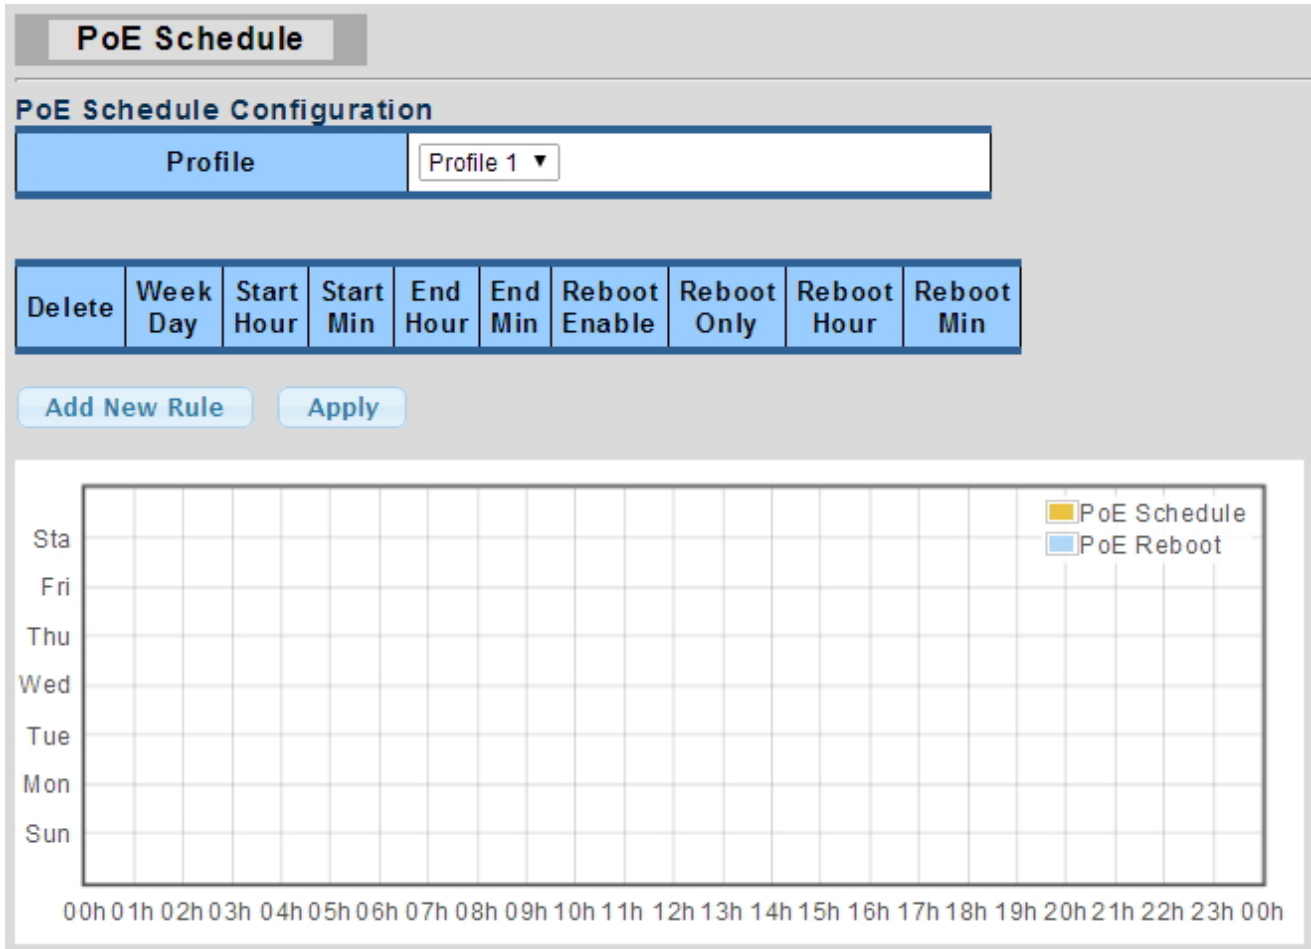 PoE Schedule
PoE Schedule Configuration
Profile Profile 1
Delete Week Day Start Hour Start Min End Hour End Min Reboot Enable Reboot Only Reboot Hour Reboot Min
Add New Rule Apply
PoE Schedule
PoE Reboot
Sta
Fri
Thu
Wed
Tue
Mon
Sun
00h 01h 02h 03h 04h 05h 06h 07h 08h 09h 10h 11h 12h 13h 14h 15h 16h 17h 18h 19h 20h 21h 22h 23h 00h